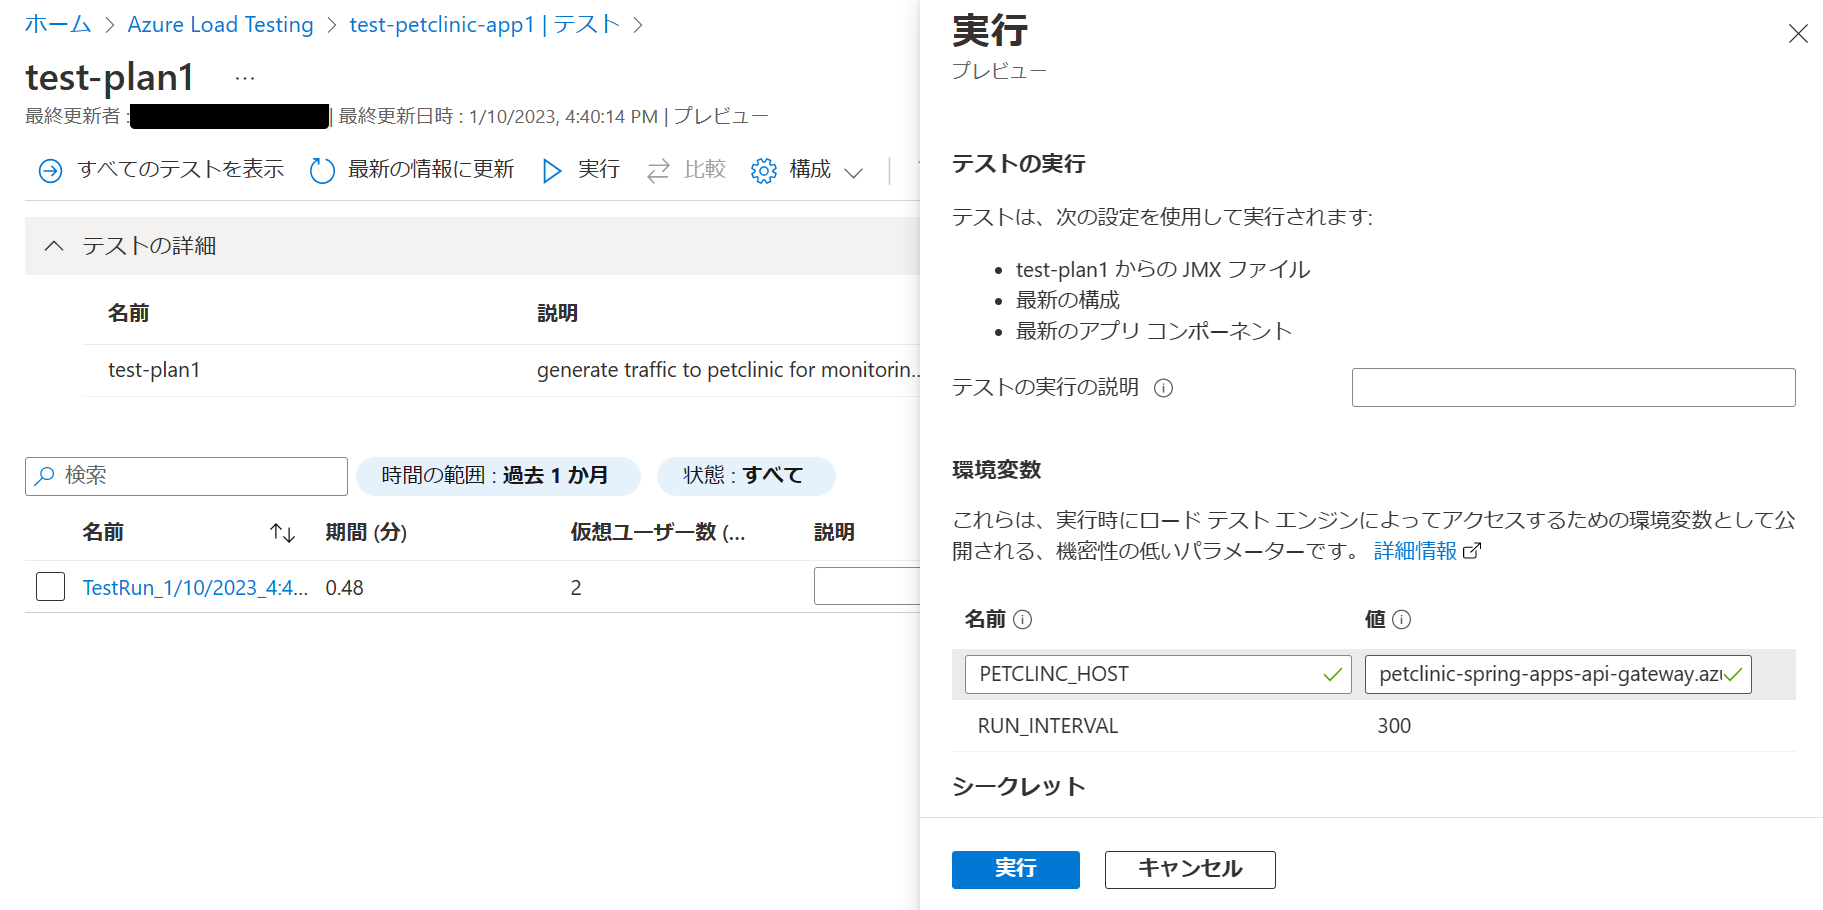 ホーム > Azure Load Testing > test-petclinic-app1 | テスト >
test-plan1 ...
最終更新者 : | 最終更新日時 : 1/10/2023, 4:40:14 PM | プレビュー
すべてのテストを表示 最新の情報に更新 実行 比較 構成
テストの詳細
名前 説明
test-plan1 generate traffic to petclinic for monitorin...
検索 時間の範囲 : 過去 1 か月 状態 : すべて
名前 期間 (分) 仮想ユーザー数 (... 説明
TestRun_1/10/2023_4:4... 0.48 2
実行
プレビュー
テストの実行
テストは、次の設定を使用して実行されます:
• test-plan1 からの JMX ファイル
• 最新の構成
• 最新のアプリ コンポーネント
テストの実行の説明
環境変数
これらは、実行時にロード テスト エンジンによってアクセスするための環境変数として公
開される、機密性の低いパラメーターです。 詳細情報
名前 値
PETCLINC_HOST petclinic-spring-apps-api-gateway.azu
RUN_INTERVAL 300
シークレット
実行 キャンセル